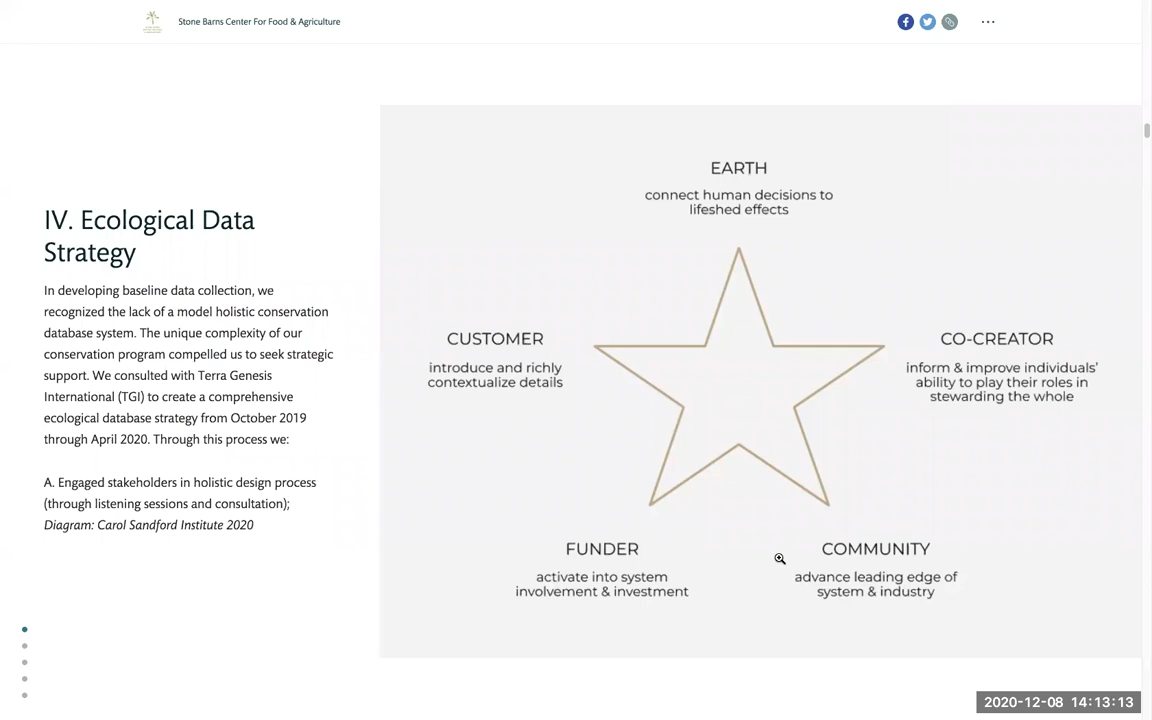 Stone Barns Center For Food & Agriculture
IV. Ecological Data
Strategy
In developing baseline data collection, we
recognized the lack of a model holistic conservation
database system. The unique complexity of our
conservation program compelled us to seek strategic
support. We consulted with Terra Genesis
International (TGI) to create a comprehensive
ecological database strategy from October 2019
through April 2020. Through this process we:
A. Engaged stakeholders in holistic design process
(through listening sessions and consultation);
Diagram: Carol Sandford Institute 2020
EARTH
connect human decisions to
lifeshed effects
CUSTOMER
introduce and richly
contextualize details
CO-CREATOR
inform & improve individuals'
ability to play their roles in
stewarding the whole
FUNDER
activate into system
involvement & investment
COMMUNITY
advance leading edge of
system & industry
2020-12-08 14:13:13